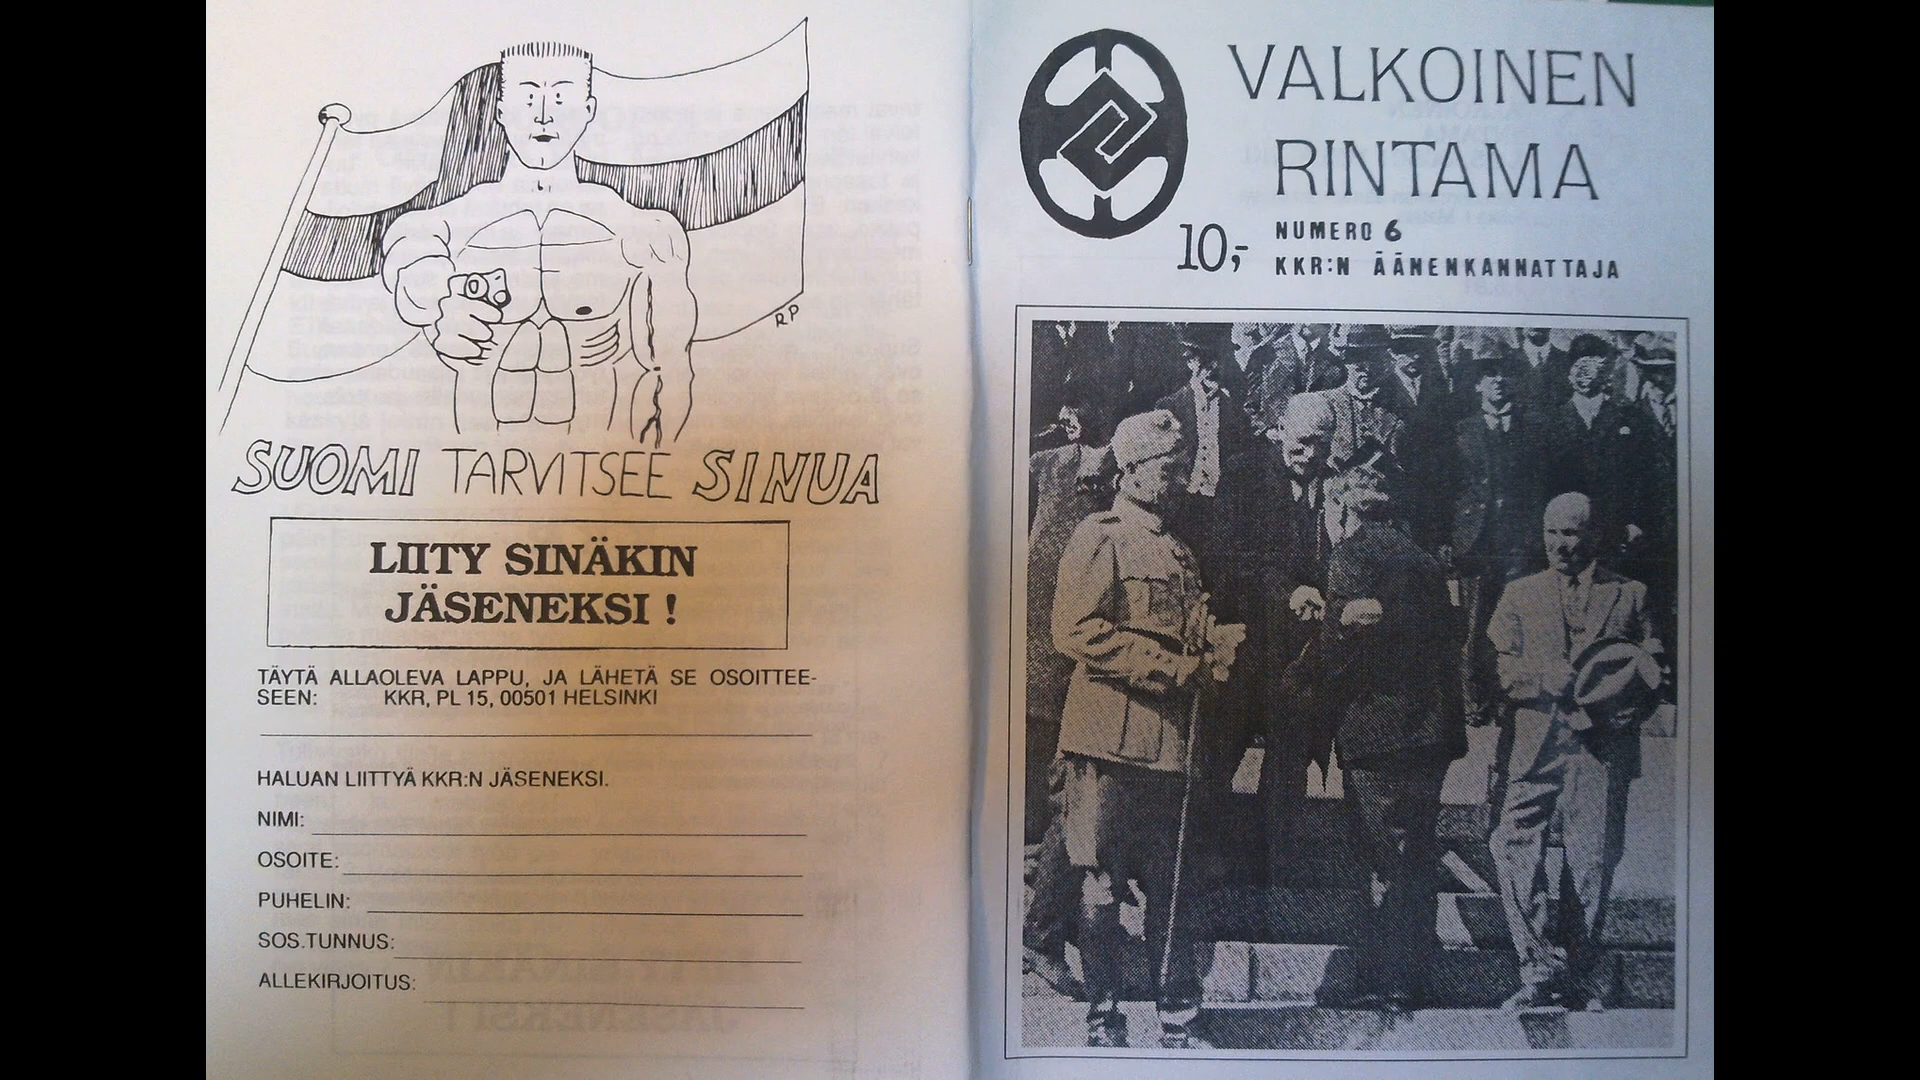 RP
SUOMI TARVITSEE SINUA
LIITY SINÄKIN
JÄSENEKSI !
TÄYTÄ ALLAOLEVA LAPPU, JA LÄHETÄ SE OSOITTEE-
SEEN: KKR, PL 15, 00501 HELSINKI
HALUAN LIITTYÄ KKR:N JÄSENEKSI.
NIMI:
OSOITE:
PUHELIN:
SOS.TUNNUS:
ALLEKIRJOITUS:
VALKOINEN
RINTAMA
NUMERO 6
10,- KKR:N ÄÄNENKANNATTAJA